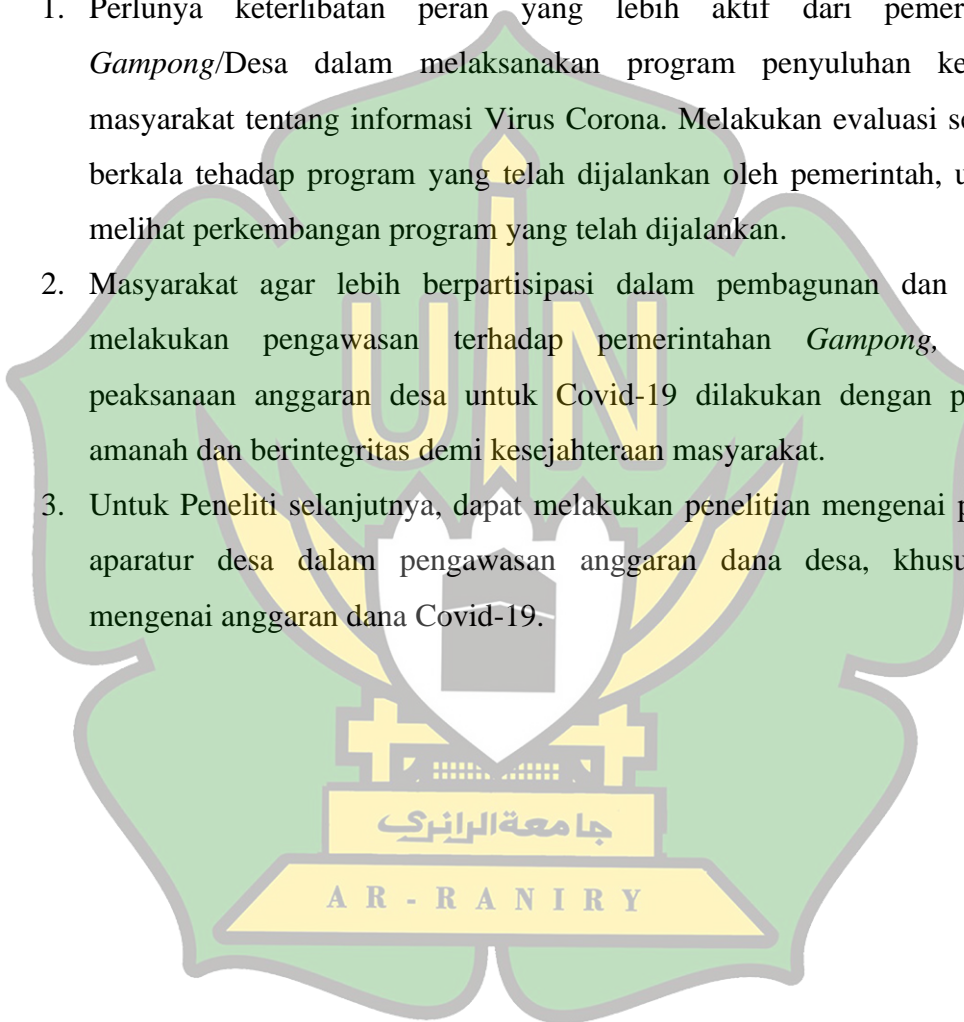 1. Perlunya keterlibatan peran yang lebih aktif dari pemer
Gampong/Desa dalam melaksanakan program penyuluhan ke
masyarakat tentang informasi Virus Corona. Melakukan evaluasi se
berkala tehadap program yang telah dijalankan oleh pemerintah, u
melihat perkembangan program yang telah dijalankan.
2. Masyarakat agar lebih berpartisipasi dalam pembagunan dan
melakukan pengawasan terhadap pemerintahan Gampong,
peaksanaan anggaran desa untuk Covid-19 dilakukan dengan p
amanah dan berintegritas demi kesejahteraan masyarakat.
3. Untuk Peneliti selanjutnya, dapat melakukan penelitian mengenai p
aparatur desa dalam pengawasan anggaran dana desa, khusu
mengenai anggaran dana Covid-19.
UIN
جامعة الرانري
AR - RANIRY